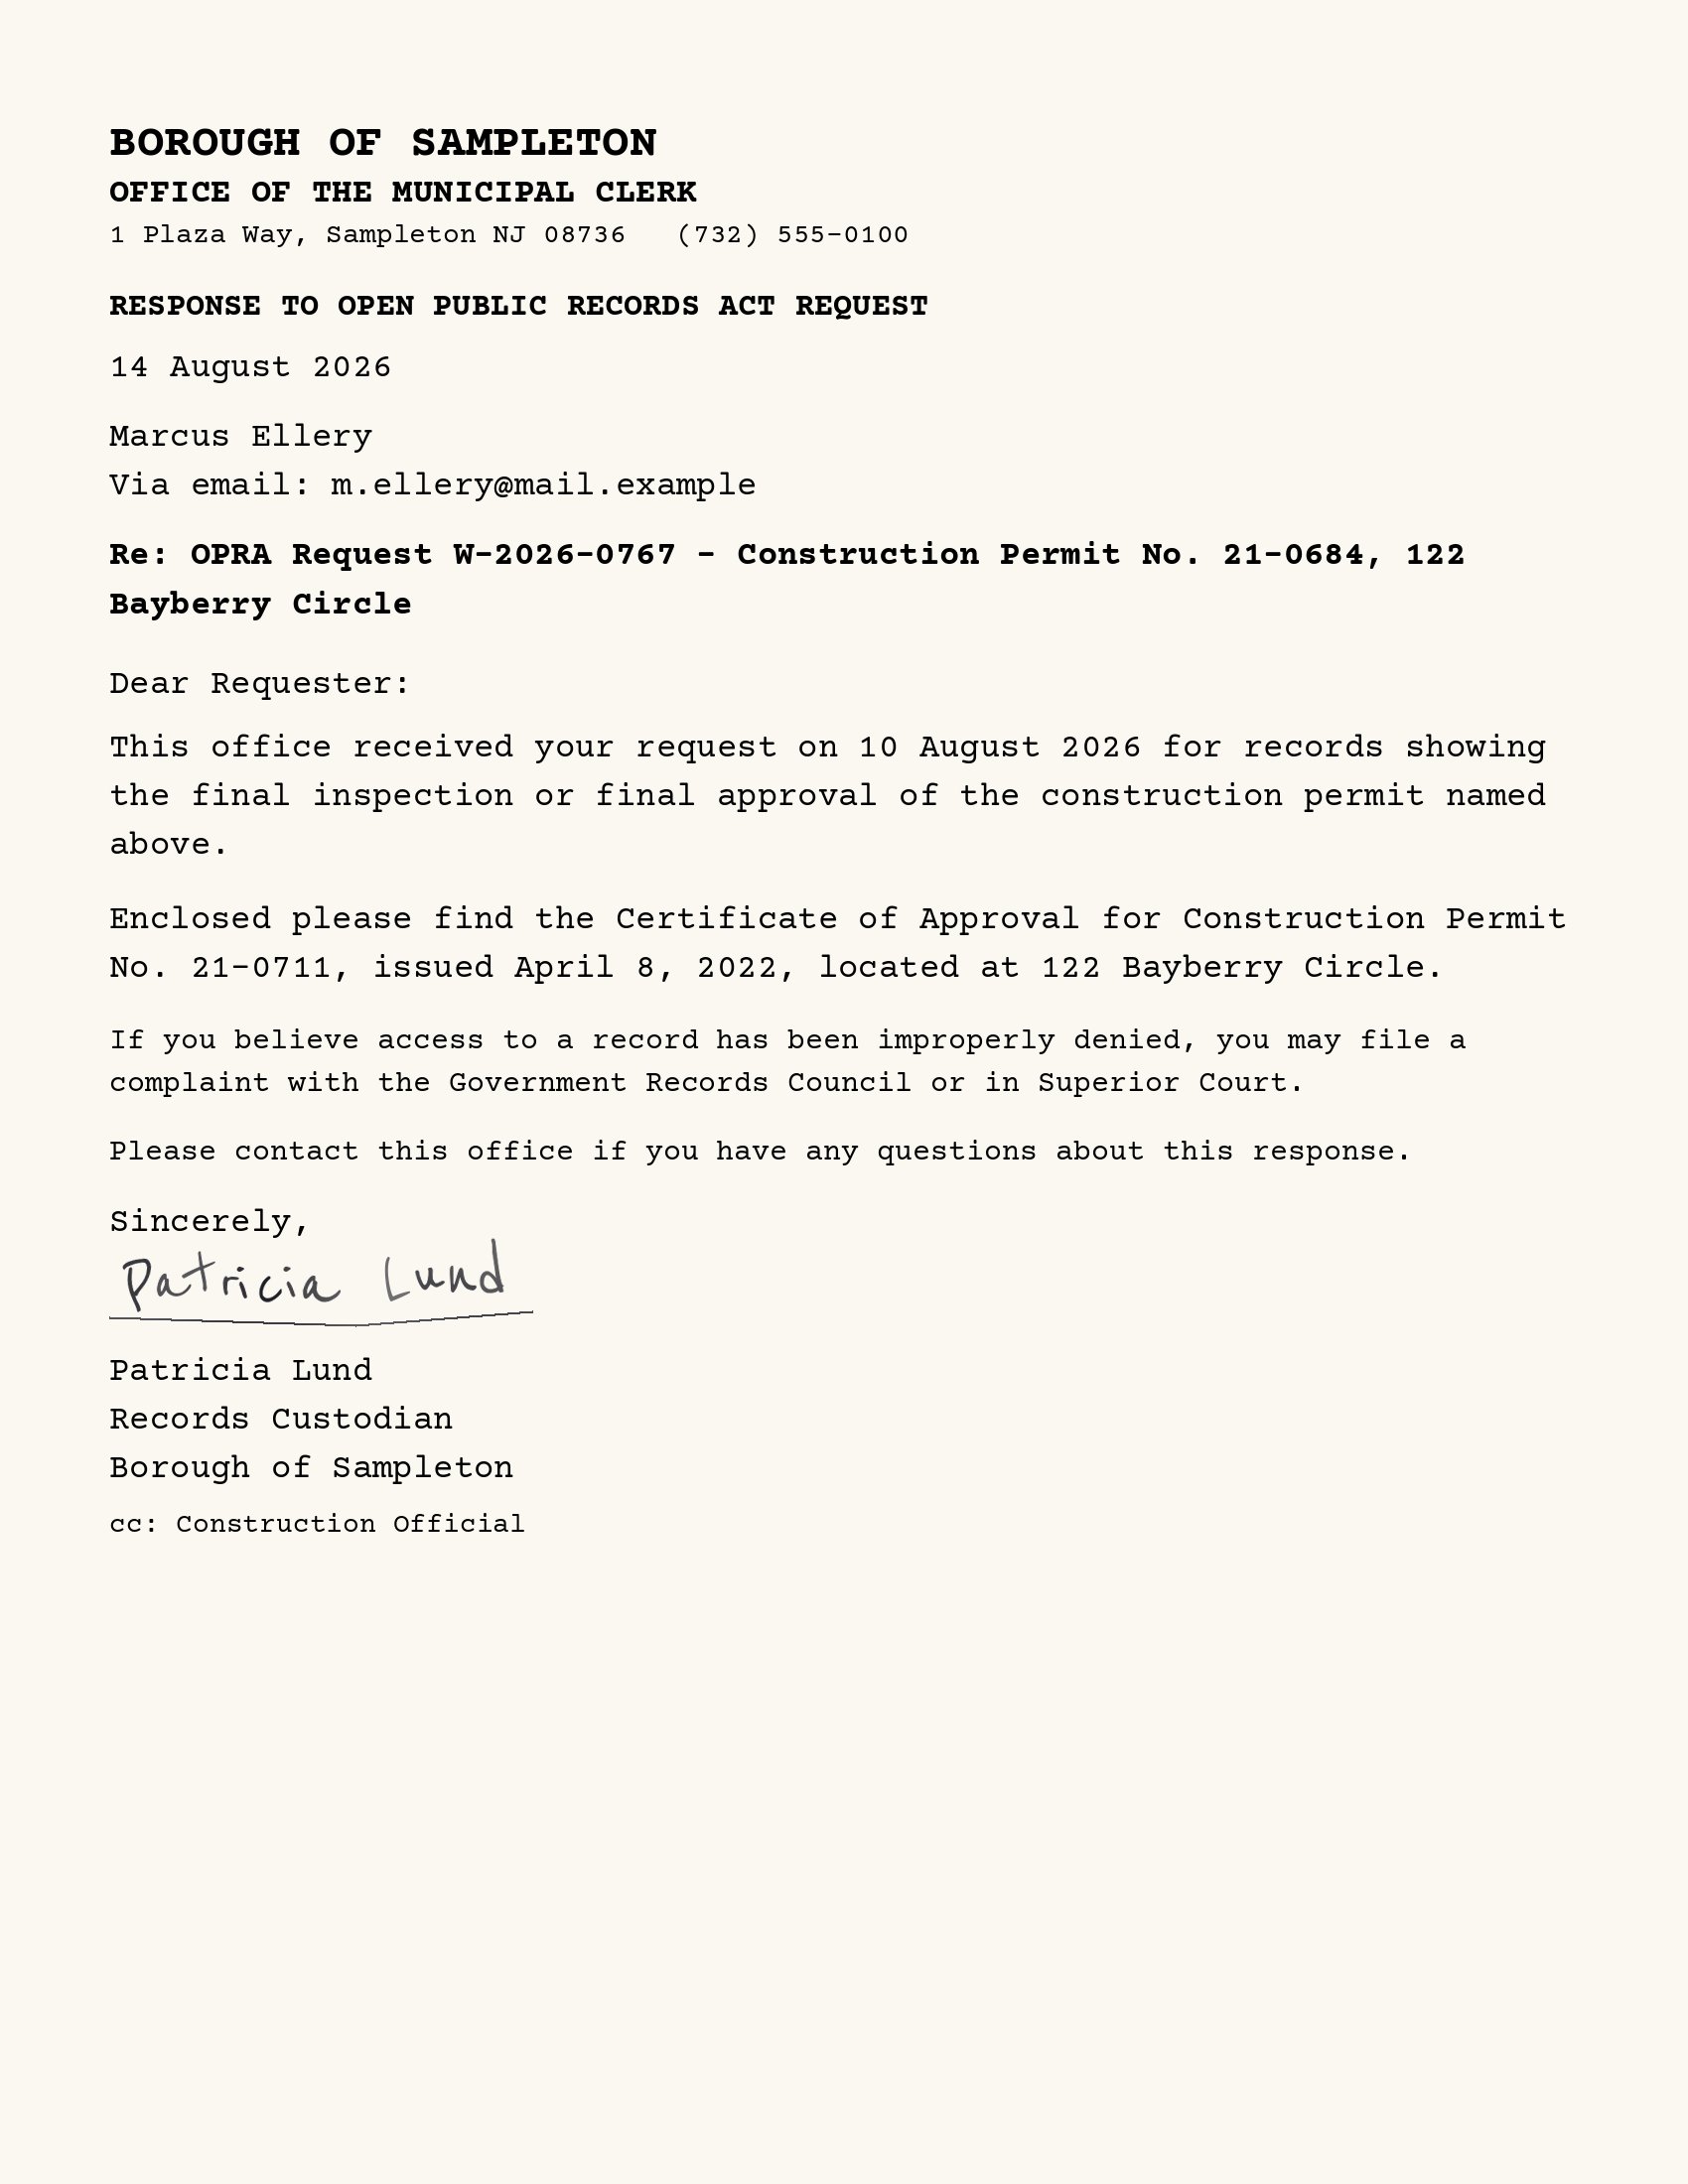 BOROUGH OF SAMPLETON
OFFICE OF THE MUNICIPAL CLERK
1 Plaza Way, Sampleton NJ 08736   (732) 555-0100
RESPONSE TO OPEN PUBLIC RECORDS ACT REQUEST
14 August 2026
Marcus Ellery
Via email: m.ellery@mail.example
Re: OPRA Request W-2026-0767 - Construction Permit No. 21-0684, 122
Bayberry Circle
Dear Requester:
This office received your request on 10 August 2026 for records showing
the final inspection or final approval of the construction permit named
above.
Enclosed please find the Certificate of Approval for Construction Permit
No. 21-0711, issued April 8, 2022, located at 122 Bayberry Circle.
If you believe access to a record has been improperly denied, you may file a
complaint with the Government Records Council or in Superior Court.
Please contact this office if you have any questions about this response.
Sincerely,
Patricia Lund
Patricia Lund
Records Custodian
Borough of Sampleton
cc: Construction Official